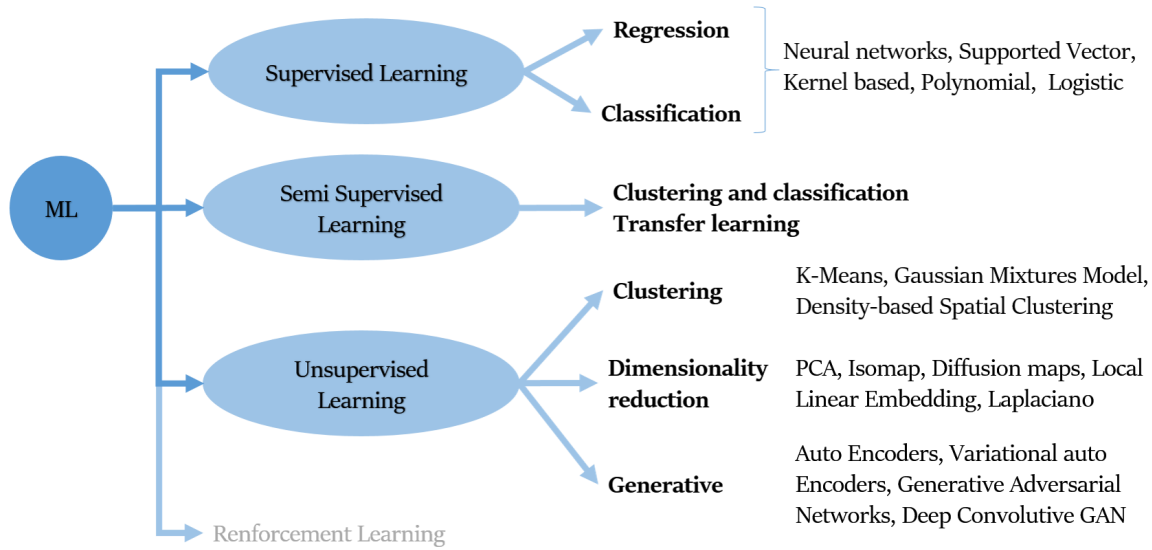 ML
Supervised Learning
Regression
Classification
Neural networks, Supported Vector,
Kernel based, Polynomial, Logistic
Semi Supervised
Learning
Clustering and classification
Transfer learning
Unsupervised
Learning
Clustering
K-Means, Gaussian Mixtures Model,
Density-based Spatial Clustering
Dimensionality
reduction
PCA, Isomap, Diffusion maps, Local
Linear Embedding, Laplaciano
Generative
Auto Encoders, Variational auto
Encoders, Generative Adversarial
Networks, Deep Convolutive GAN
Renforcement Learning